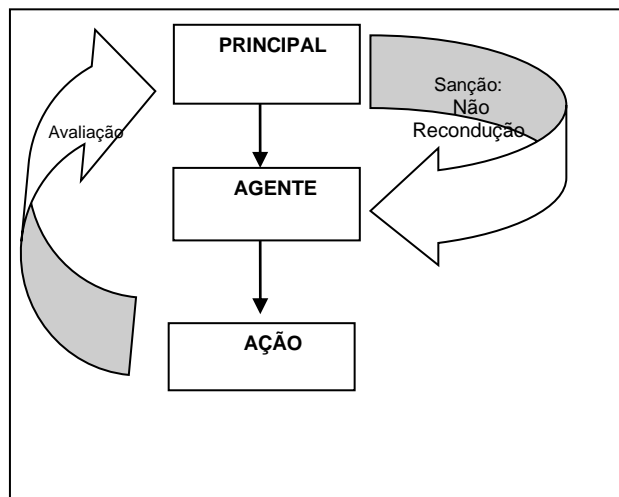 PRINCIPAL
Sanção:
Não
Recondução
Avaliação
AGENTE
AÇÃO